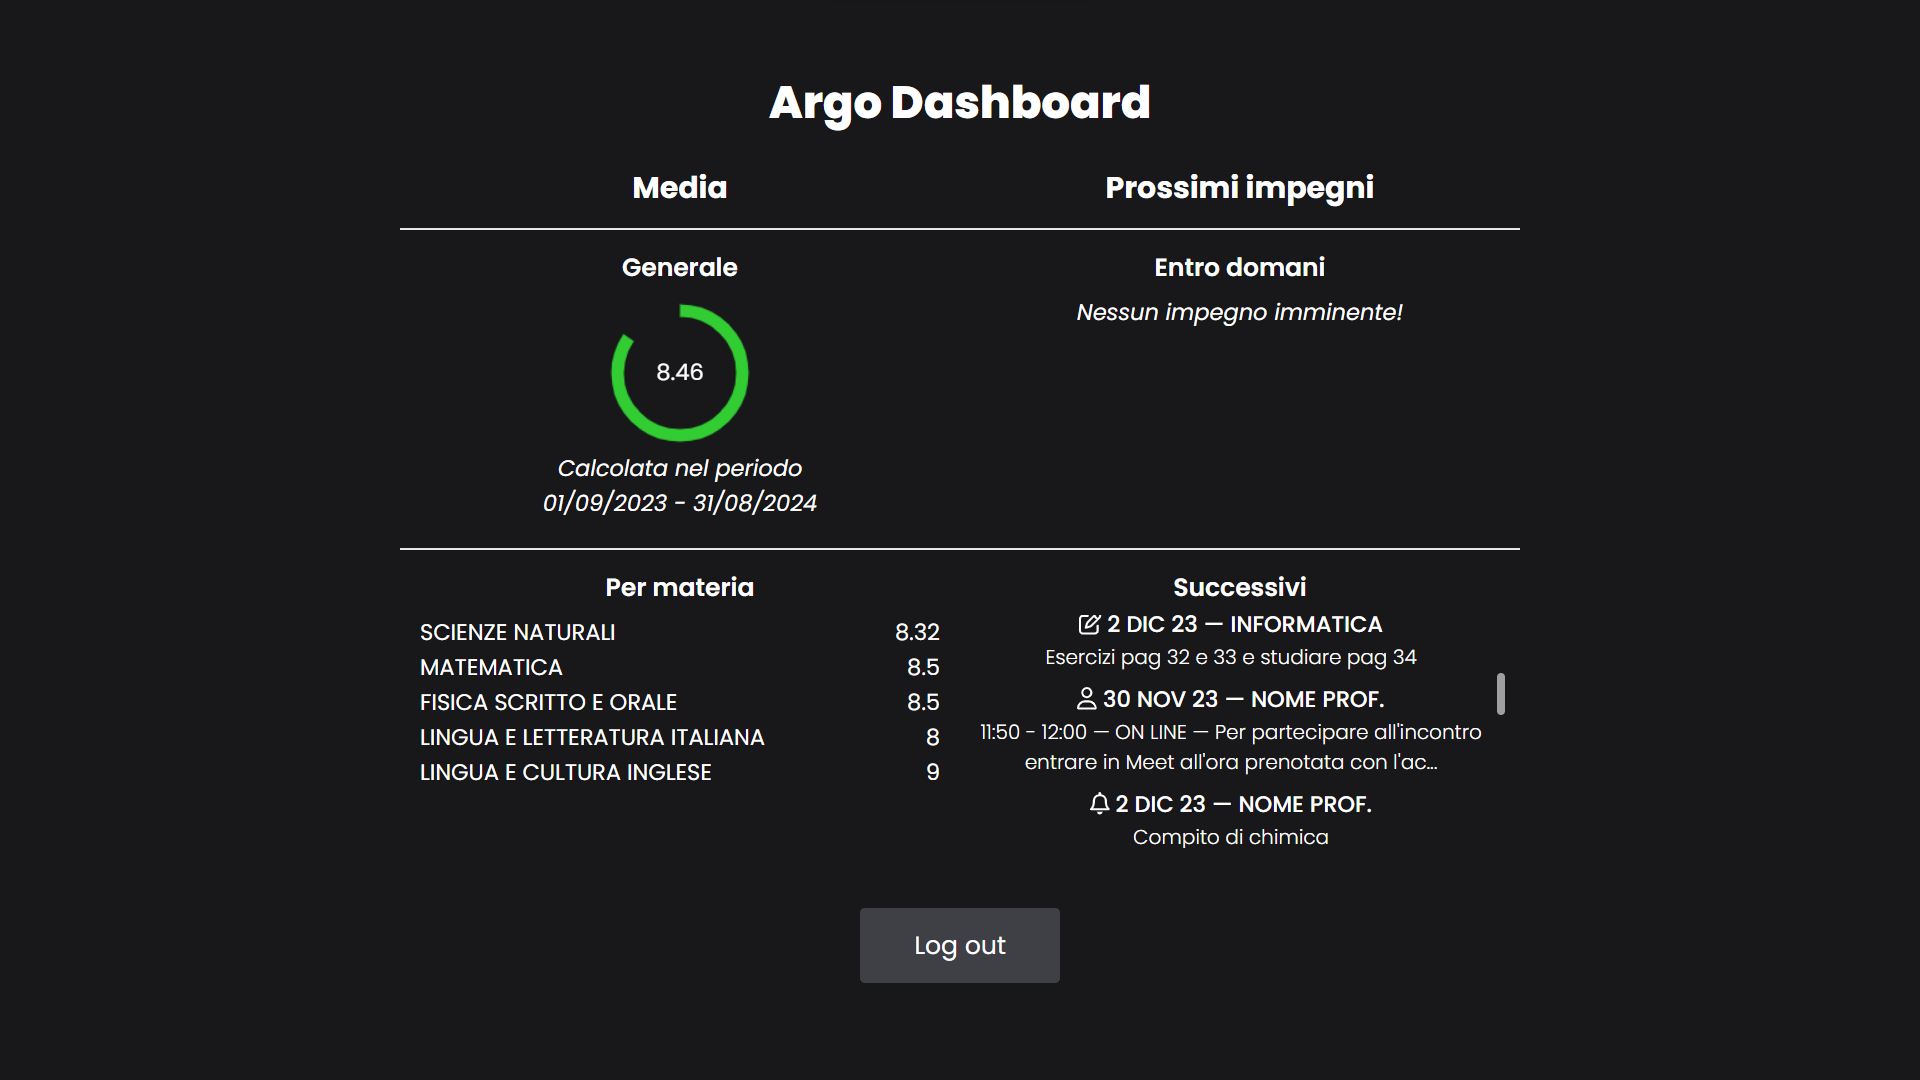 Argo Dashboard
Media
Prossimi impegni
Generale
8.46
Calcolata nel periodo
01/09/2023 - 31/08/2024
Entro domani
Nessun impegno imminente!
Per materia
SCIENZE NATURALI 8.32
MATEMATICA 8.5
FISICA SCRITTO E ORALE 8.5
LINGUA E LETTERATURA ITALIANA 8
LINGUA E CULTURA INGLESE 9
Successivi
2 DIC 23 — INFORMATICA
Esercizi pag 32 e 33 e studiare pag 34
30 NOV 23 — NOME PROF.
11:50 - 12:00 — ON LINE — Per partecipare all'incontro
entrare in Meet all'ora prenotata con l'ac...
2 DIC 23 — NOME PROF.
Compito di chimica
Log out